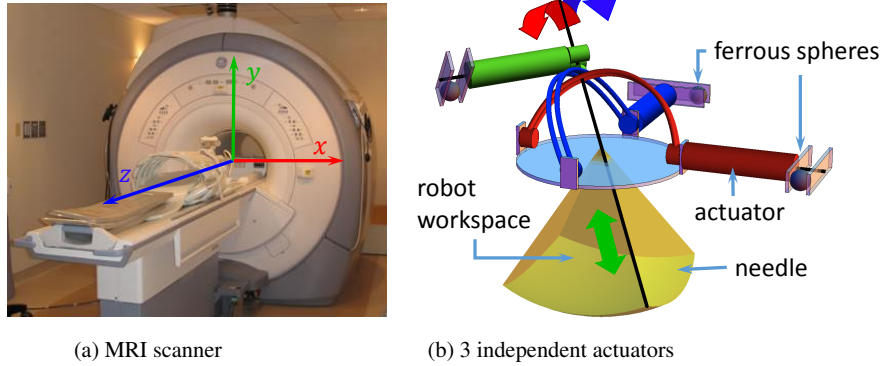 y
x
z
ferrous spheres
robot
workspace
actuator
needle
(a) MRI scanner
(b) 3 independent actuators